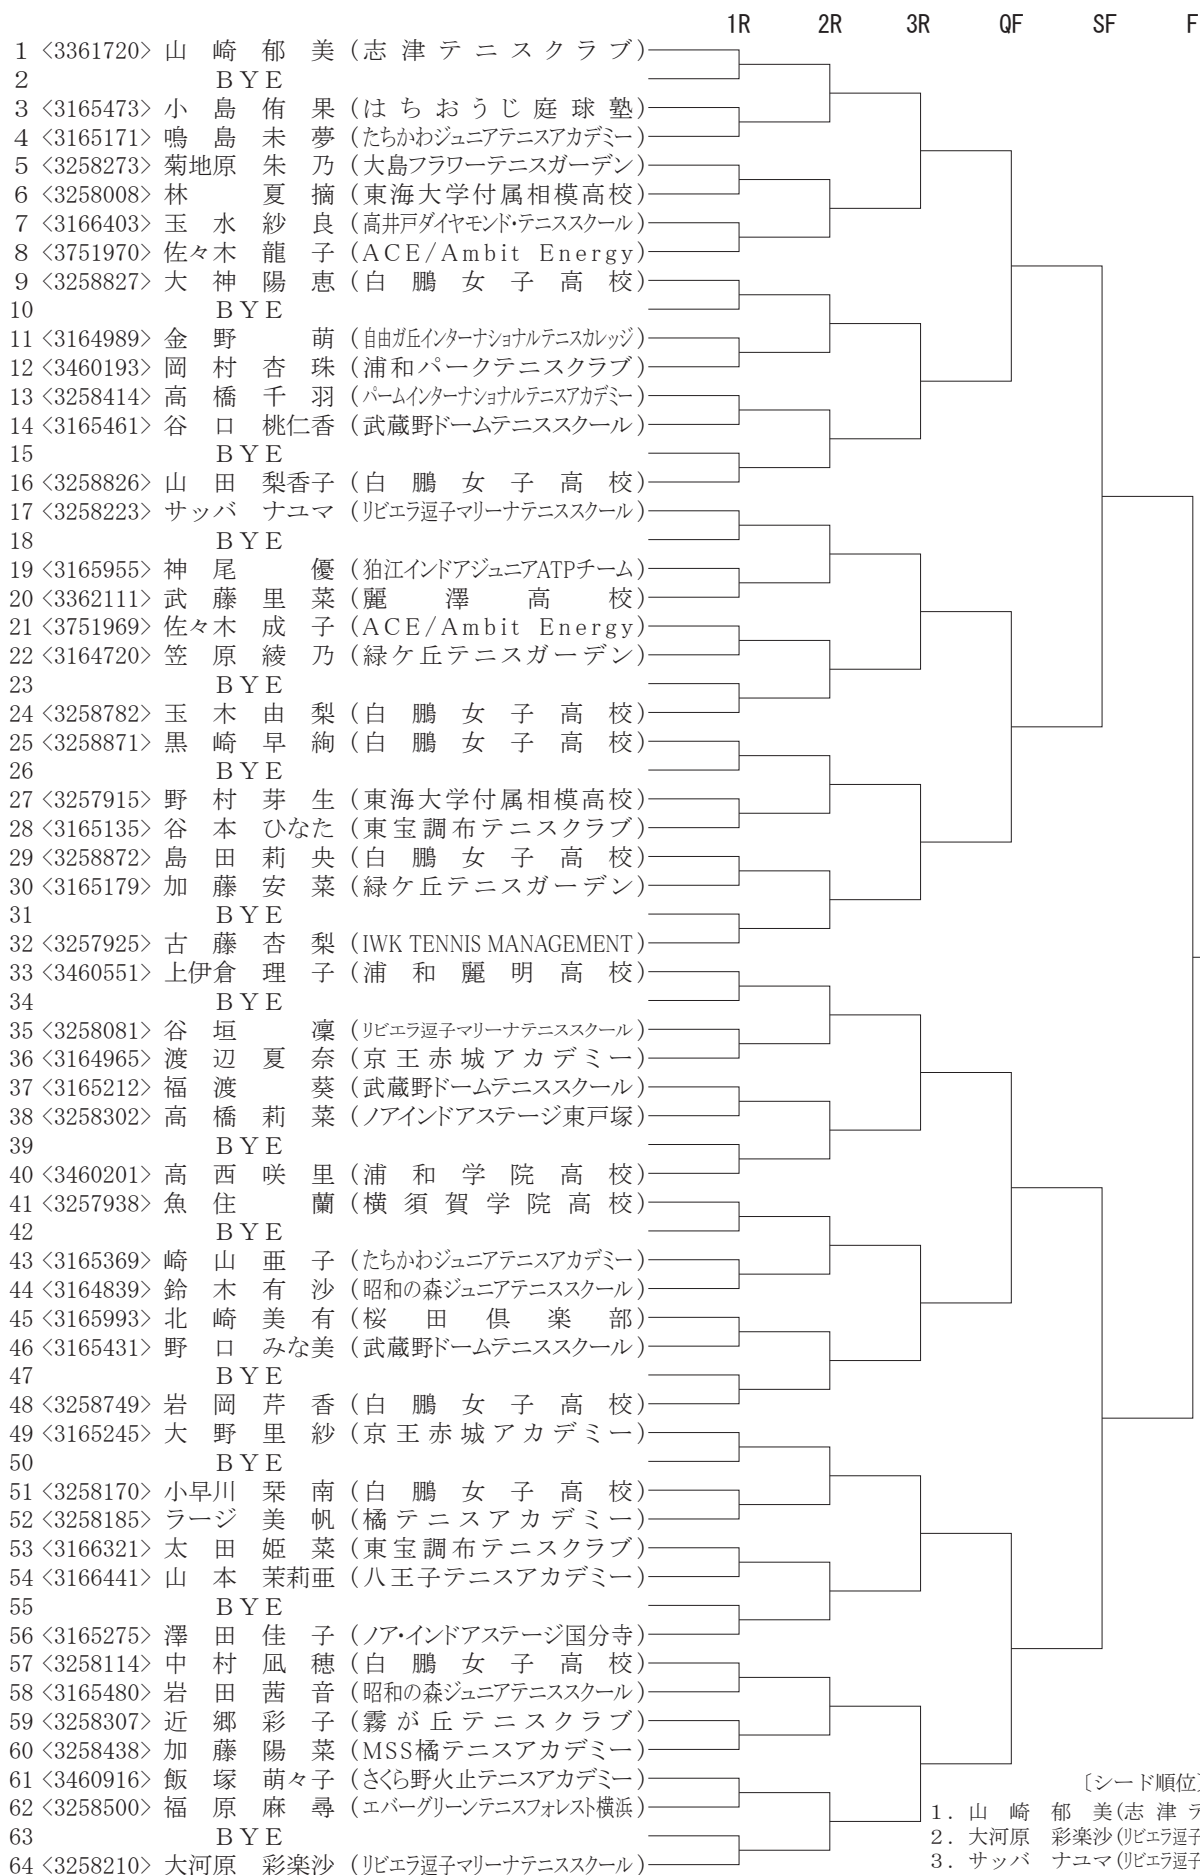 1R 2R 3R QF SF F
1 <3361720> 山 崎 郁 美 (志 津 テ ニ ス ク ラ ブ)
2 BYE
3 <3165473> 小 島 侑 果 (は ち お う じ 庭 球 塾)
4 <3165171> 鳴 島 未 夢 (たちかわジュニアテニスアカデミー)
5 <3258273> 菊地原 朱 乃 (大島フラワーテニスガーデン)
6 <3258008> 林 夏 摘 (東海大学付属相模高校)
7 <3166403> 玉 水 紗 良 (高井戸ダイヤモンド・テニススクール)
8 <3751970> 佐々木 龍 子 (ACE/Ambit Energy)
9 <3258827> 大 神 陽 恵 (白 鵬 女 子 高 校)
10 BYE
11 <3164989> 金 野 萌 (自由ガ丘インターナショナルテニスカレッジ)
12 <3460193> 岡 村 杏 珠 (浦和パークテニスクラブ)
13 <3258414> 高 橋 千 羽 (パームインターナショナルテニスアカデミー)
14 <3165461> 谷 口 桃仁香 (武蔵野ドームテニススクール)
15 BYE
16 <3258826> 山 田 梨香子 (白 鵬 女 子 高 校)
17 <3258223> サッバ ナユマ (リビエラ逗子マリーナテニススクール)
18 BYE
19 <3165955> 神 尾 優 (狛江インドアジュニアATPチーム)
20 <3362111> 武 藤 里 菜 (麗 澤 高 校)
21 <3751969> 佐々木 成 子 (ACE/Ambit Energy)
22 <3164720> 笠 原 綾 乃 (緑ケ丘テニスガーデン)
23 BYE
24 <3258782> 玉 木 由 梨 (白 鵬 女 子 高 校)
25 <3258871> 黒 崎 早 絢 (白 鵬 女 子 高 校)
26 BYE
27 <3257915> 野 村 芽 生 (東海大学付属相模高校)
28 <3165135> 谷 本 ひなた (東宝調布テニスクラブ)
29 <3258872> 島 田 莉 央 (白 鵬 女 子 高 校)
30 <3165179> 加 藤 安 菜 (緑ケ丘テニスガーデン)
31 BYE
32 <3257925> 古 藤 杏 梨 (IWK TENNIS MANAGEMENT)
33 <3460551> 上伊倉 理 子 (浦 和 麗 明 高 校)
34 BYE
35 <3258081> 谷 垣 凜 (リビエラ逗子マリーナテニススクール)
36 <3164965> 渡 辺 夏 奈 (京王赤城アカデミー)
37 <3165212> 福 渡 葵 (武蔵野ドームテニススクール)
38 <3258302> 高 橋 莉 菜 (ノアインドアステージ東戸塚)
39 BYE
40 <3460201> 高 西 咲 里 (浦 和 学 院 高 校)
41 <3257938> 魚 住 蘭 (横 須 賀 学 院 高 校)
42 BYE
43 <3165369> 崎 山 亜 子 (たちかわジュニアテニスアカデミー)
44 <3164839> 鈴 木 有 沙 (昭和の森ジュニアテニススクール)
45 <3165993> 北 崎 美 有 (桜 田 倶 楽 部)
46 <3165431> 野 口 みな美 (武蔵野ドームテニススクール)
47 BYE
48 <3258749> 岩 岡 芹 香 (白 鵬 女 子 高 校)
49 <3165245> 大 野 里 紗 (京王赤城アカデミー)
50 BYE
51 <3258170> 小早川 栞 南 (白 鵬 女 子 高 校)
52 <3258185> ラージ 美 帆 (橘テニスアカデミー)
53 <3166321> 太 田 姫 菜 (東宝調布テニスクラブ)
54 <3166441> 山 本 茉莉亜 (八王子テニスアカデミー)
55 BYE
56 <3165275> 澤 田 佳 子 (ノア・インドアステージ国分寺)
57 <3258114> 中 村 凪 穂 (白 鵬 女 子 高 校)
58 <3165480> 岩 田 茜 音 (昭和の森ジュニアテニススクール)
59 <3258307> 近 郷 彩 子 (霧が丘テニスクラブ)
60 <3258438> 加 藤 陽 菜 (MSS橘テニスアカデミー)
61 <3460916> 飯 塚 萌々子 (さくら野火止テニスアカデミー)
62 <3258500> 福 原 麻 尋 (エバーグリーンテニスフォレスト横浜)
63 BYE
64 <3258210> 大河原 彩楽沙 (リビエラ逗子マリーナテニススクール)
〔シード順位〕
1. 山 崎 郁 美(志 津 テ
2. 大河原 彩楽沙(リビエラ逗子
3. サッバ ナユマ(リビエラ逗子